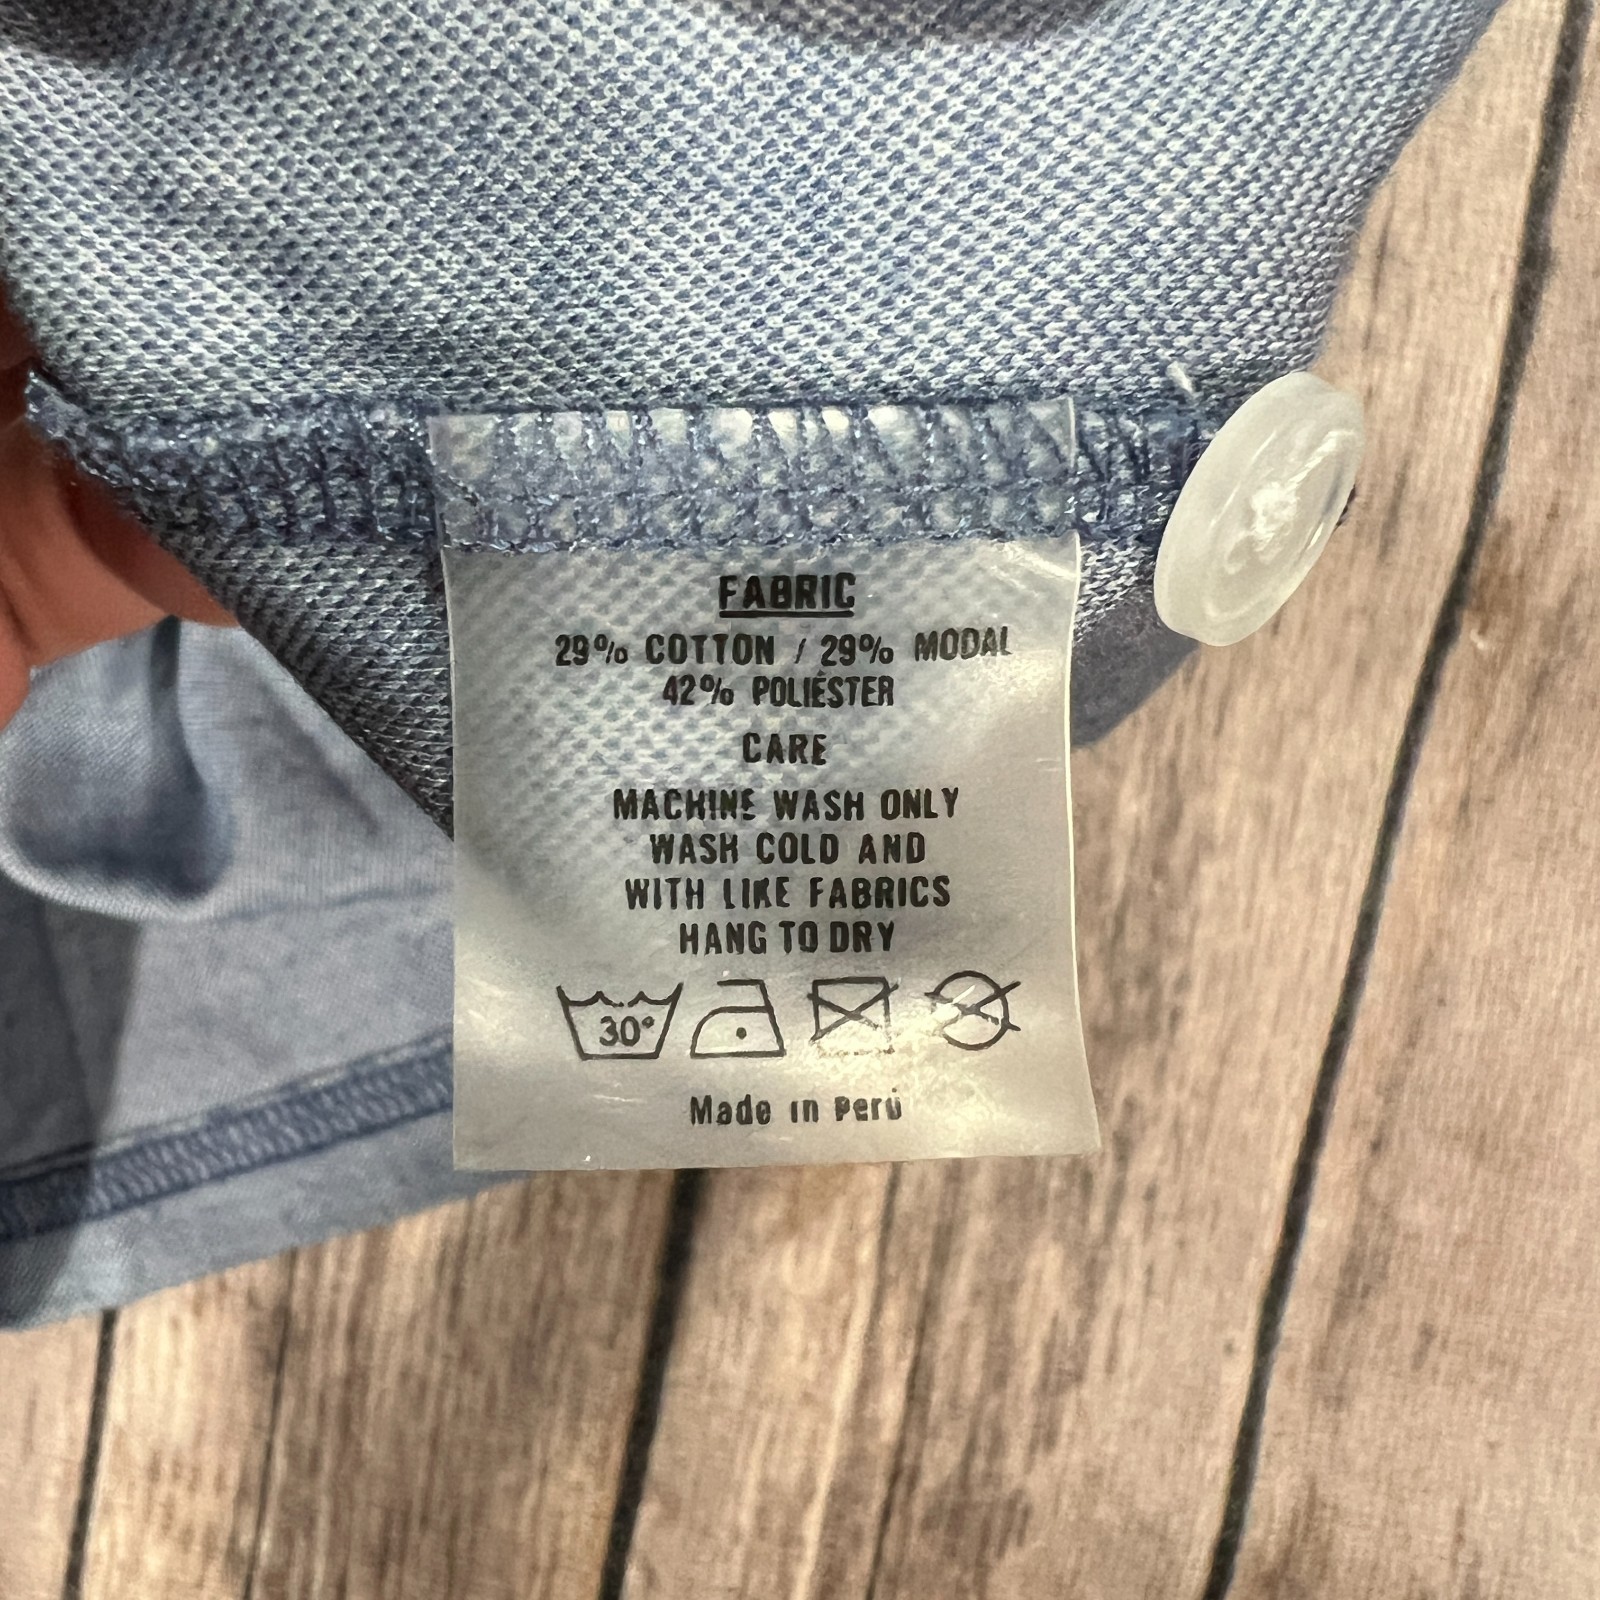 FABRIC
29% COTTON / 29% MODAL
42% POLIÉSTER
CARE
MACHINE WASH ONLY
WASH COLD AND
WITH LIKE FABRICS
HANG TO DRY
30°
Made in Perú